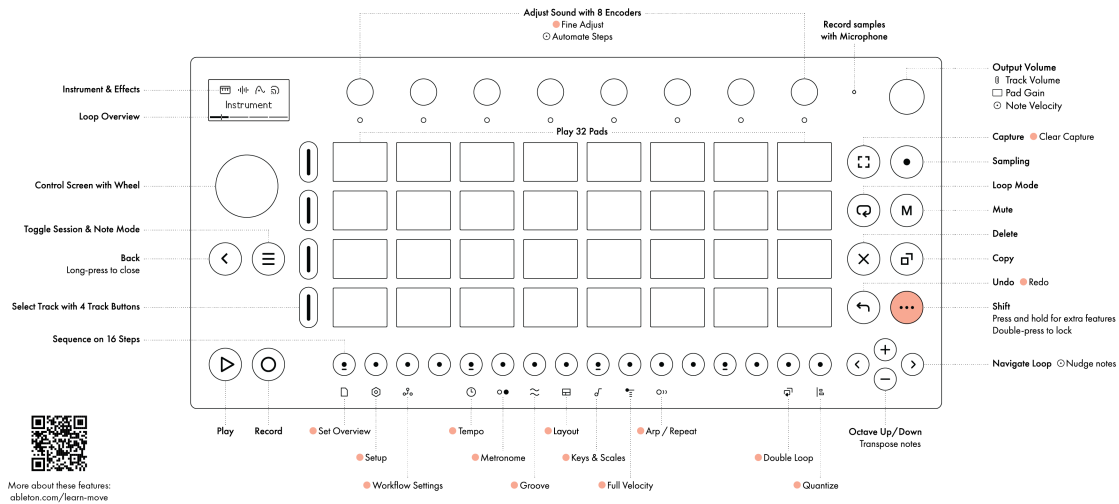 Adjust Sound with 8 Encoders
Fine Adjust
Automate Steps
Record samples
with Microphone
Output Volume
Track Volume
Pad Gain
Note Velocity
Instrument & Effects
Instrument
Loop Overview
Play 32 Pads
Capture Clear Capture
Sampling
Control Screen with Wheel
Loop Mode
M
Mute
Toggle Session & Note Mode
Delete
Back
Long-press to close
Copy
Undo Redo
Select Track with 4 Track Buttons
Shift
Press and hold for extra features
Double-press to lock
Sequence on 16 Steps
Navigate Loop Nudge notes
Play
Record
Set Overview
Tempo
Layout
Arp / Repeat
Octave Up/Down
Transpose notes
Setup
Metronome
Keys & Scales
Double Loop
Workflow Settings
Groove
Full Velocity
Quantize
More about these features:
ableton.com/learn-move